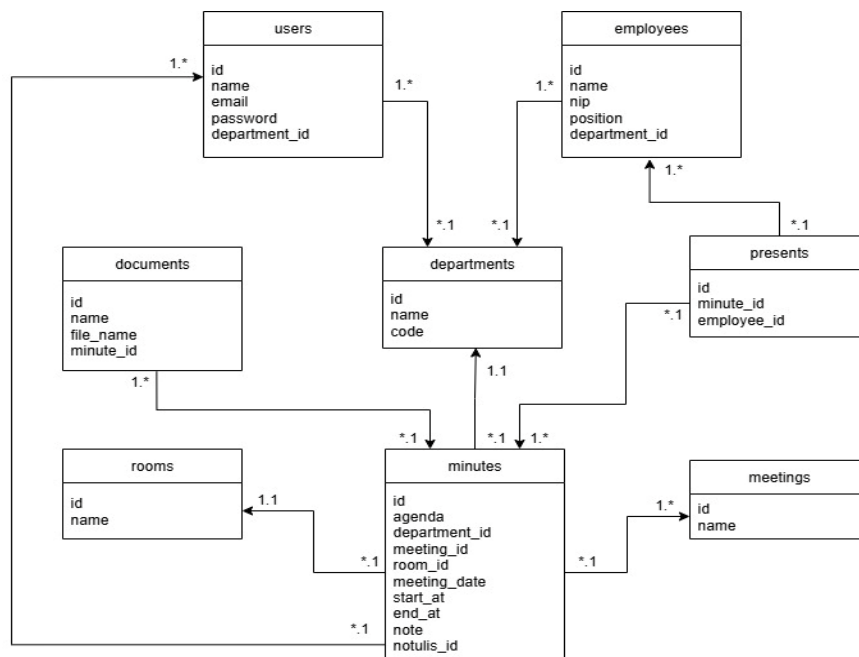 users
id
name
email
password
department_id
employees
id
name
nip
position
department_id
1.*
1.*
1.*
1.*
*.1
*.1
*.1
documents
id
name
file_name
minute_id
departments
id
name
code
presents
id
minute_id
employee_id
*.1
1.*
1.1
*.1
*.1
1.*
rooms
id
name
minutes
id
agenda
department_id
meeting_id
room_id
meeting_date
start_at
end_at
note
notulis_id
meetings
id
name
1.1
1.*
*.1
*.1
*.1